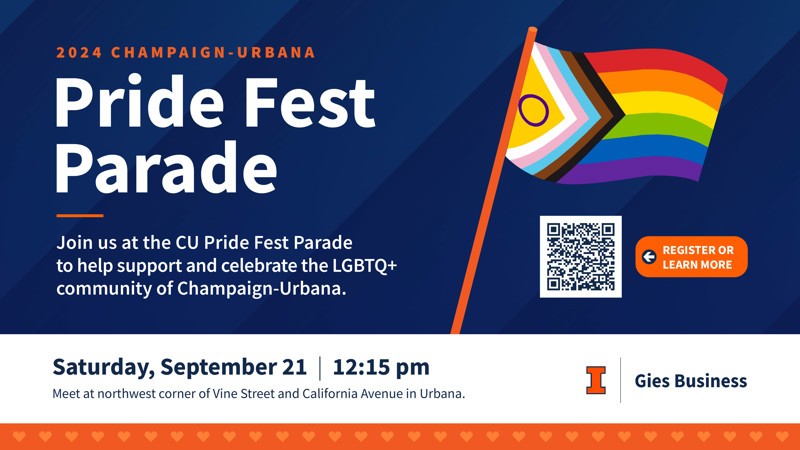 2024 CHAMPAIGN-URBANA
Pride Fest
Parade
Join us at the CU Pride Fest Parade
to help support and celebrate the LGBTQ+
community of Champaign-Urbana.
REGISTER OR
LEARN MORE
Saturday, September 21 | 12:15 pm
Meet at northwest corner of Vine Street and California Avenue in Urbana.
I | Gies Business